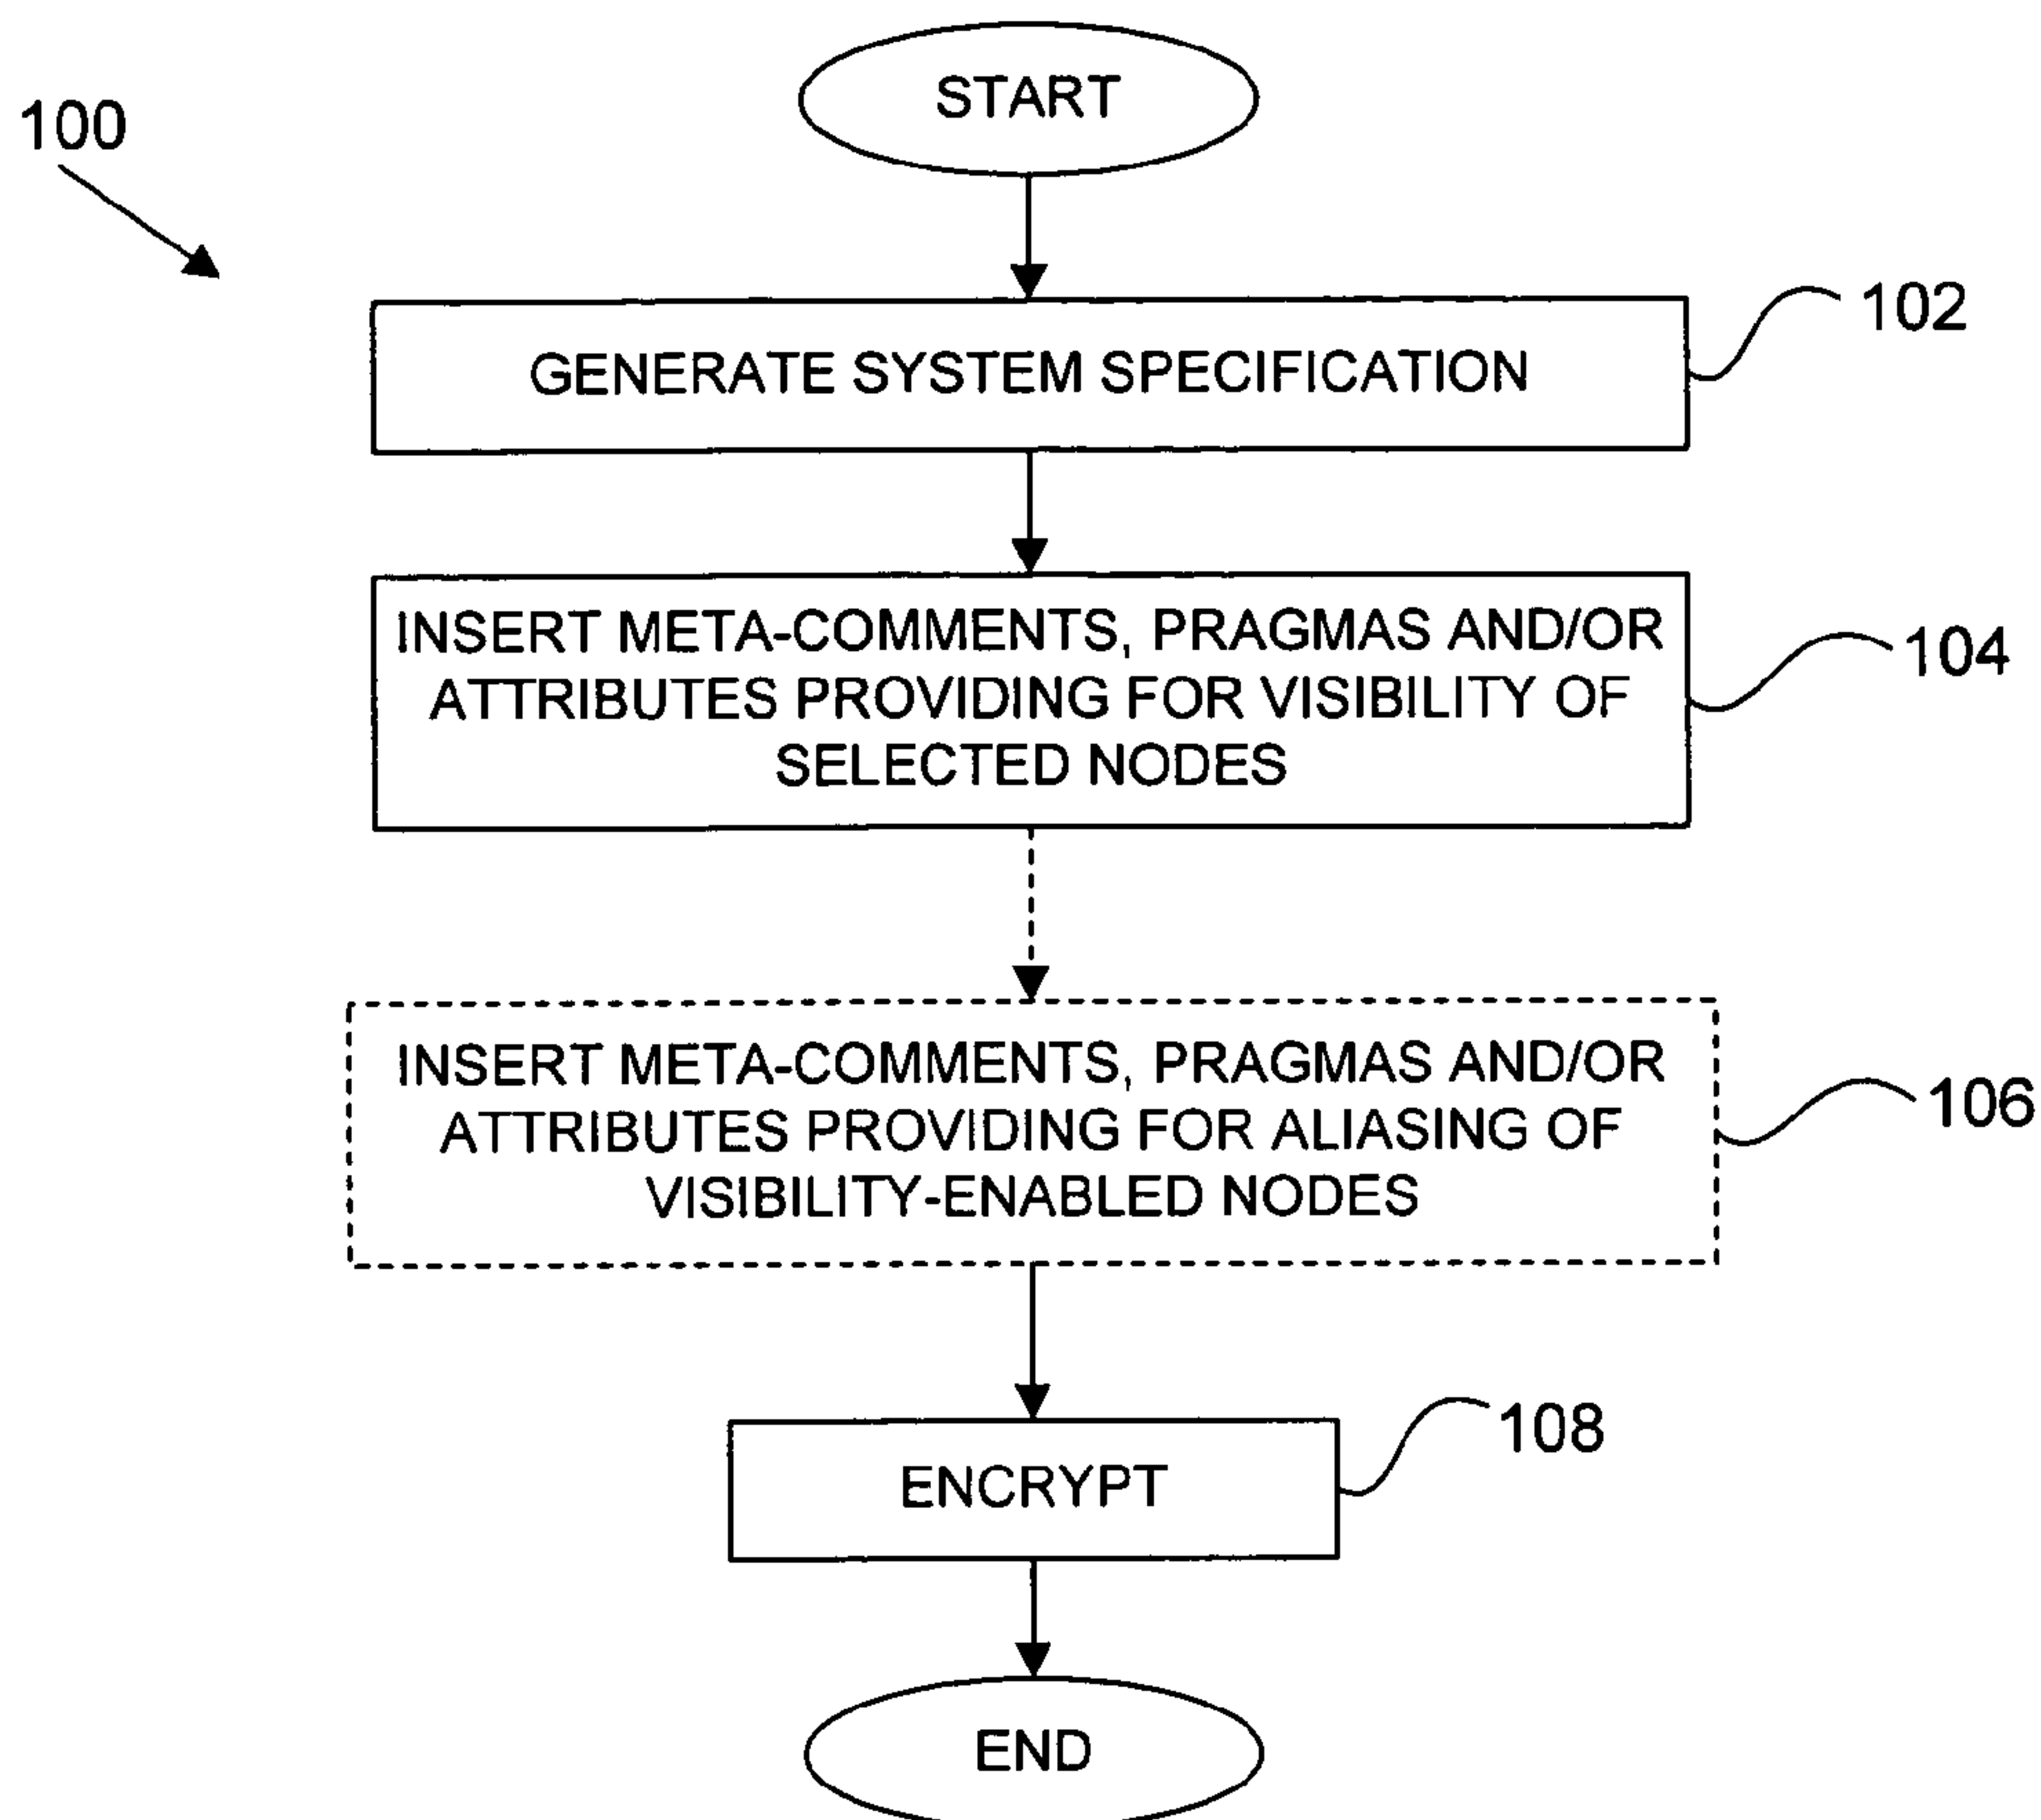 START
100
GENERATE SYSTEM SPECIFICATION
102
INSERT META-COMMENTS, PRAGMAS AND/OR
ATTRIBUTES PROVIDING FOR VISIBILITY OF
SELECTED NODES
104
INSERT META-COMMENTS, PRAGMAS AND/OR
ATTRIBUTES PROVIDING FOR ALIASING OF
VISIBILITY-ENABLED NODES
106
ENCRYPT
108
END